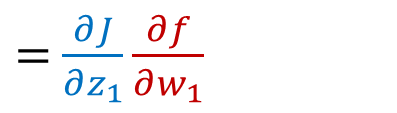 = ∂J/∂z₁ ∂f/∂w₁